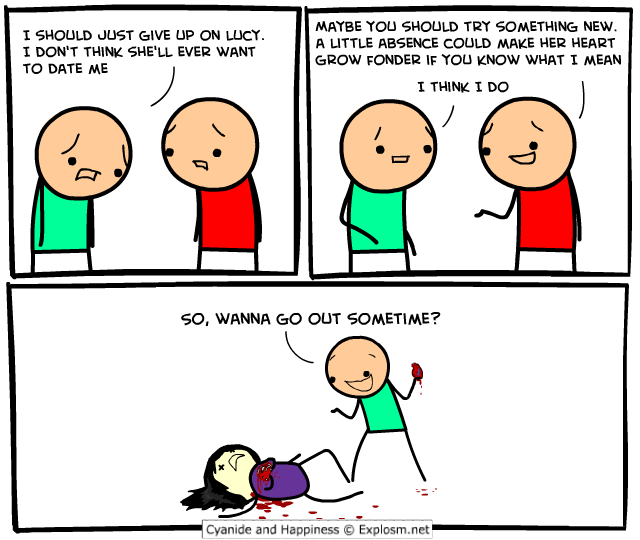 I SHOULD JUST GIVE UP ON LUCY.
I DON'T THINK SHE'LL EVER WANT
TO DATE ME
MAYBE YOU SHOULD TRY SOMETHING NEW.
A LITTLE ABSENCE COULD MAKE HER HEART
GROW FONDER IF YOU KNOW WHAT I MEAN
I THINK I DO
SO, WANNA GO OUT SOMETIME?
Cyanide and Happiness © Explosm.net